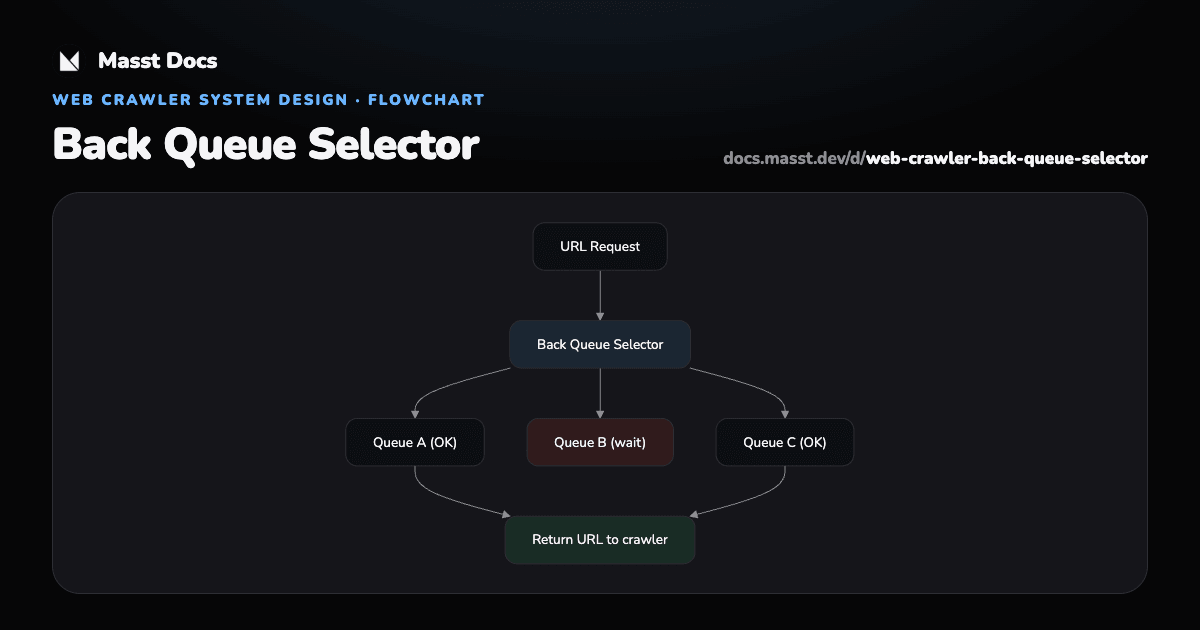 Masst Docs
WEB CRAWLER SYSTEM DESIGN · FLOWCHART
Back Queue Selector
docs.masst.dev/d/web-crawler-back-queue-selector
URL Request
Back Queue Selector
Queue A (OK)
Queue B (wait)
Queue C (OK)
Return URL to crawler